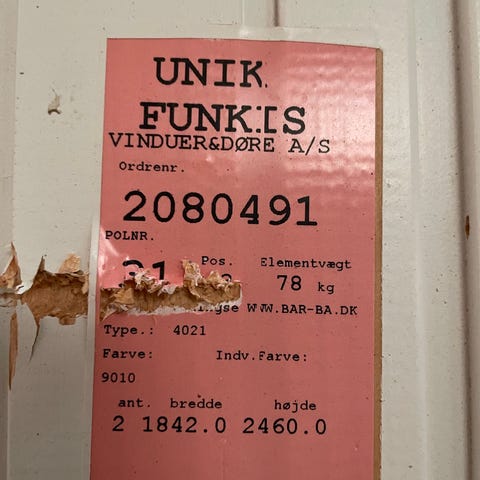 UNIK
FUNKIS
VINDUER&DØRE A/S
Ordrenr.
2080491
POLNR.
Pos. Elementvægt
78 kg
WWW.BAR-BA.DK
Type.: 4021
Farve: Indv.Farve:
9010
ant. bredde højde
2 1842.0 2460.0